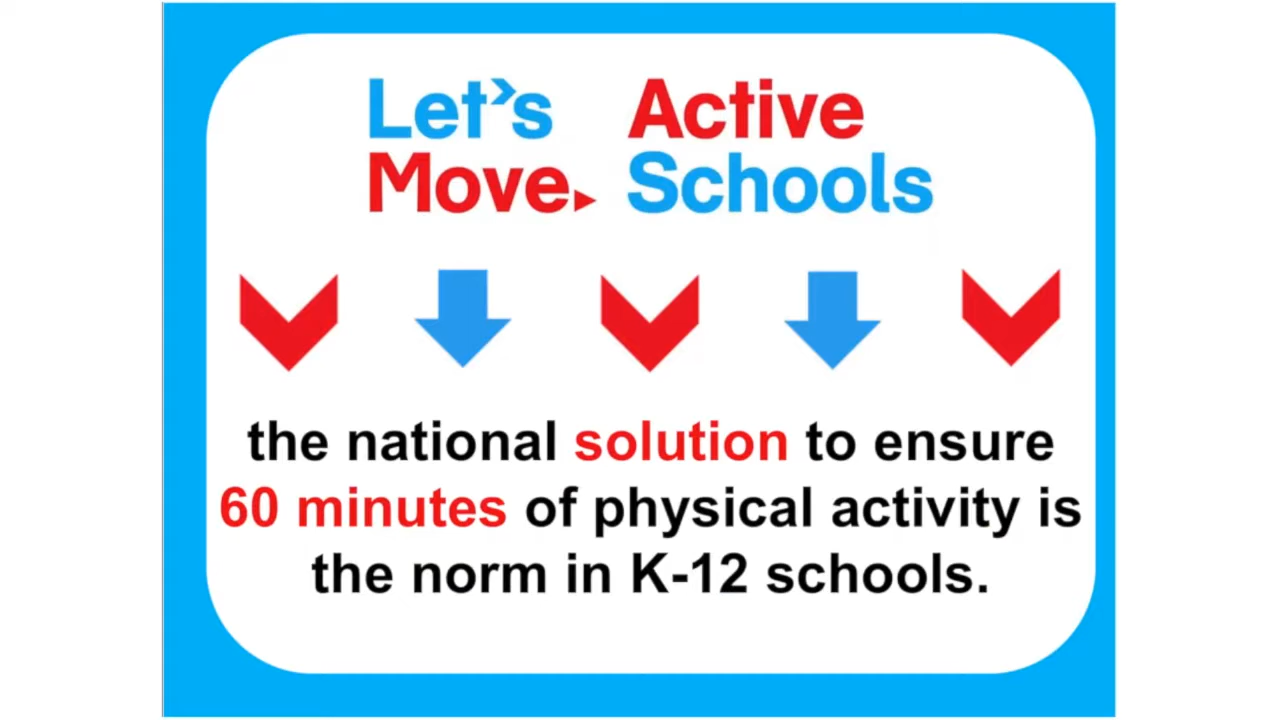 Let's Active
Move Schools
the national solution to ensure
60 minutes of physical activity is
the norm in K-12 schools.